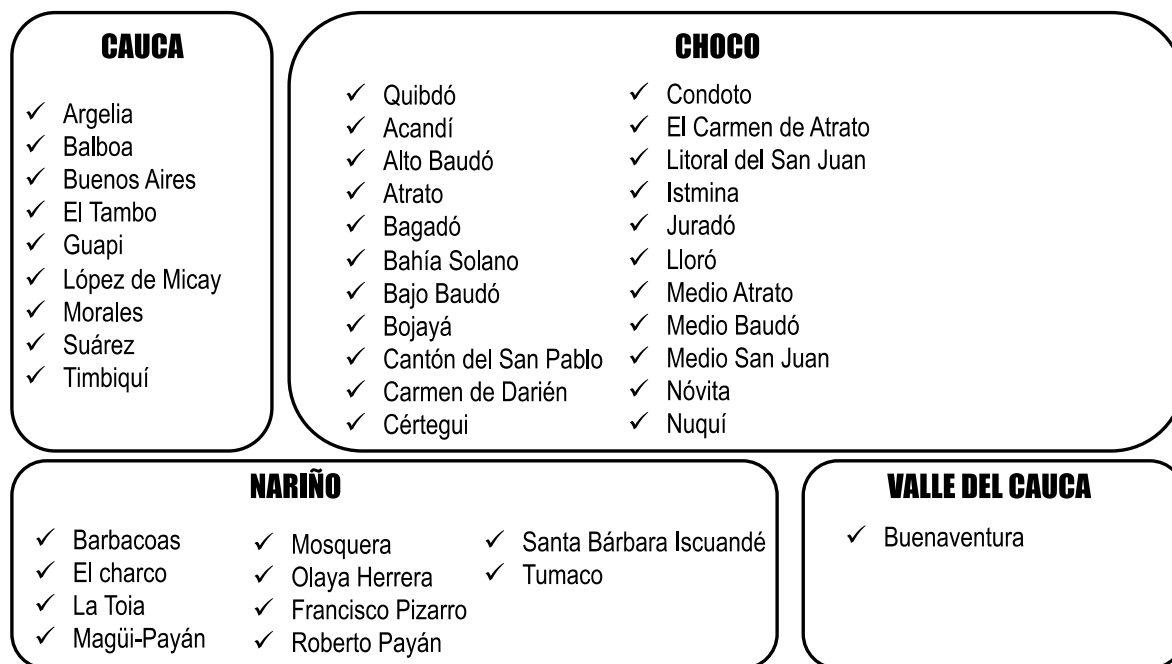 CAUCA
✓ Argelia
✓ Balboa
✓ Buenos Aires
✓ El Tambo
✓ Guapi
✓ López de Micay
✓ Morales
✓ Suárez
✓ Timbiquí
CHOCO
✓ Quibdó
✓ Acandí
✓ Alto Baudó
✓ Atrato
✓ Bagadó
✓ Bahía Solano
✓ Bajo Baudó
✓ Bojayá
✓ Cantón del San Pablo
✓ Carmen de Darién
✓ Cértegui
✓ Condoto
✓ El Carmen de Atrato
✓ Litoral del San Juan
✓ Istmina
✓ Juradó
✓ Lloró
✓ Medio Atrato
✓ Medio Baudó
✓ Medio San Juan
✓ Nóvita
✓ Nuquí
NARIÑO
✓ Barbacoas
✓ El charco
✓ La Toia
✓ Magüi-Payán
✓ Mosquera
✓ Olaya Herrera
✓ Francisco Pizarro
✓ Roberto Payán
✓ Santa Bárbara Iscuandé
✓ Tumaco
VALLE DEL CAUCA
✓ Buenaventura